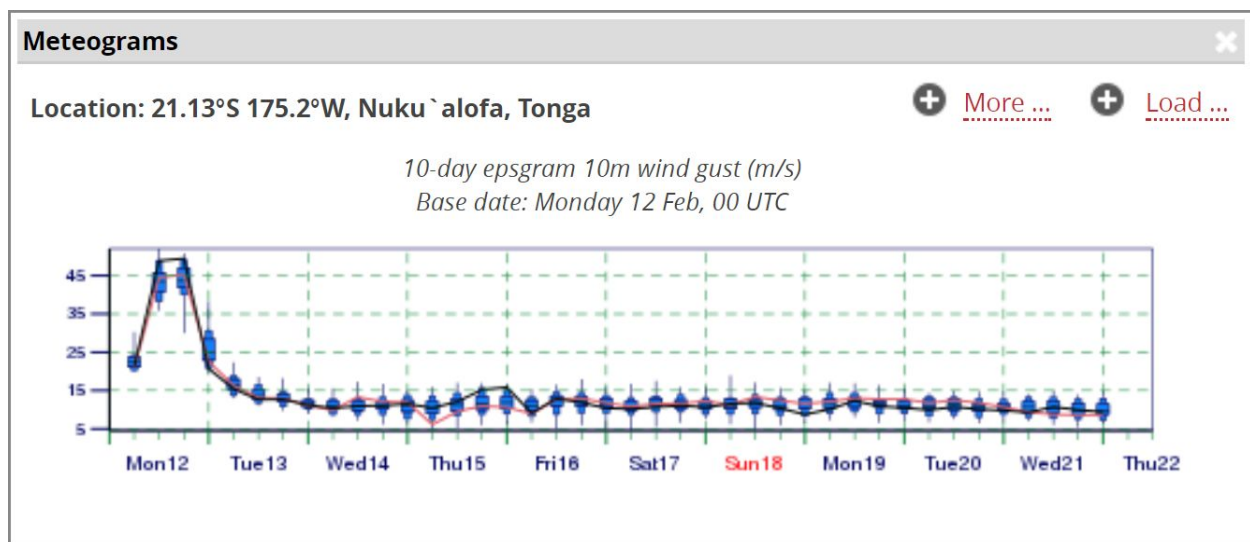 Meteograms
Location: 21.13°S 175.2°W, Nuku`alofa, Tonga
More ...
Load ...
10-day epsgram 10m wind gust (m/s)
Base date: Monday 12 Feb, 00 UTC
45
35
25
15
5
Mon12 Tue13 Wed14 Thu15 Fri16 Sat17 Sun18 Mon19 Tue20 Wed21 Thu22